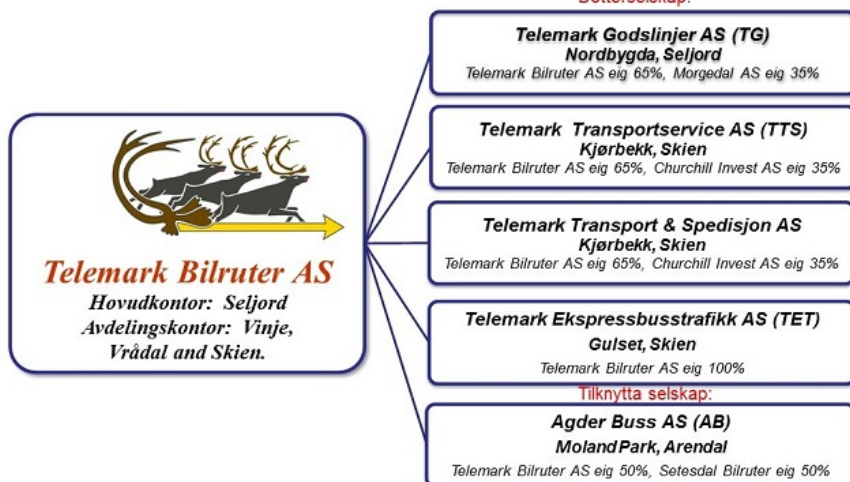 Dotterselskap:
Telemark Godslinjer AS (TG)
Nordbygda, Seljord
Telemark Bilruter AS eig 65%, Morgedal AS eig 35%
Telemark Transportservice AS (TTS)
Kjørbekk, Skien
Telemark Bilruter AS eig 65%, Churchill Invest AS eig 35%
Telemark Transport & Spedisjon AS
Kjørbekk, Skien
Telemark Bilruter AS eig 65%, Churchill Invest AS eig 35%
Telemark Bilruter AS
Hovudkontor: Seljord
Avdelingskontor: Vinje,
Vrådal and Skien.
Telemark Ekspressbusstrafikk AS (TET)
Gulset, Skien
Telemark Bilruter AS eig 100%
Tilknytta selskap:
Agder Buss AS (AB)
Moland Park, Arendal
Telemark Bilruter AS eig 50%, Setesdal Bilruter eig 50%